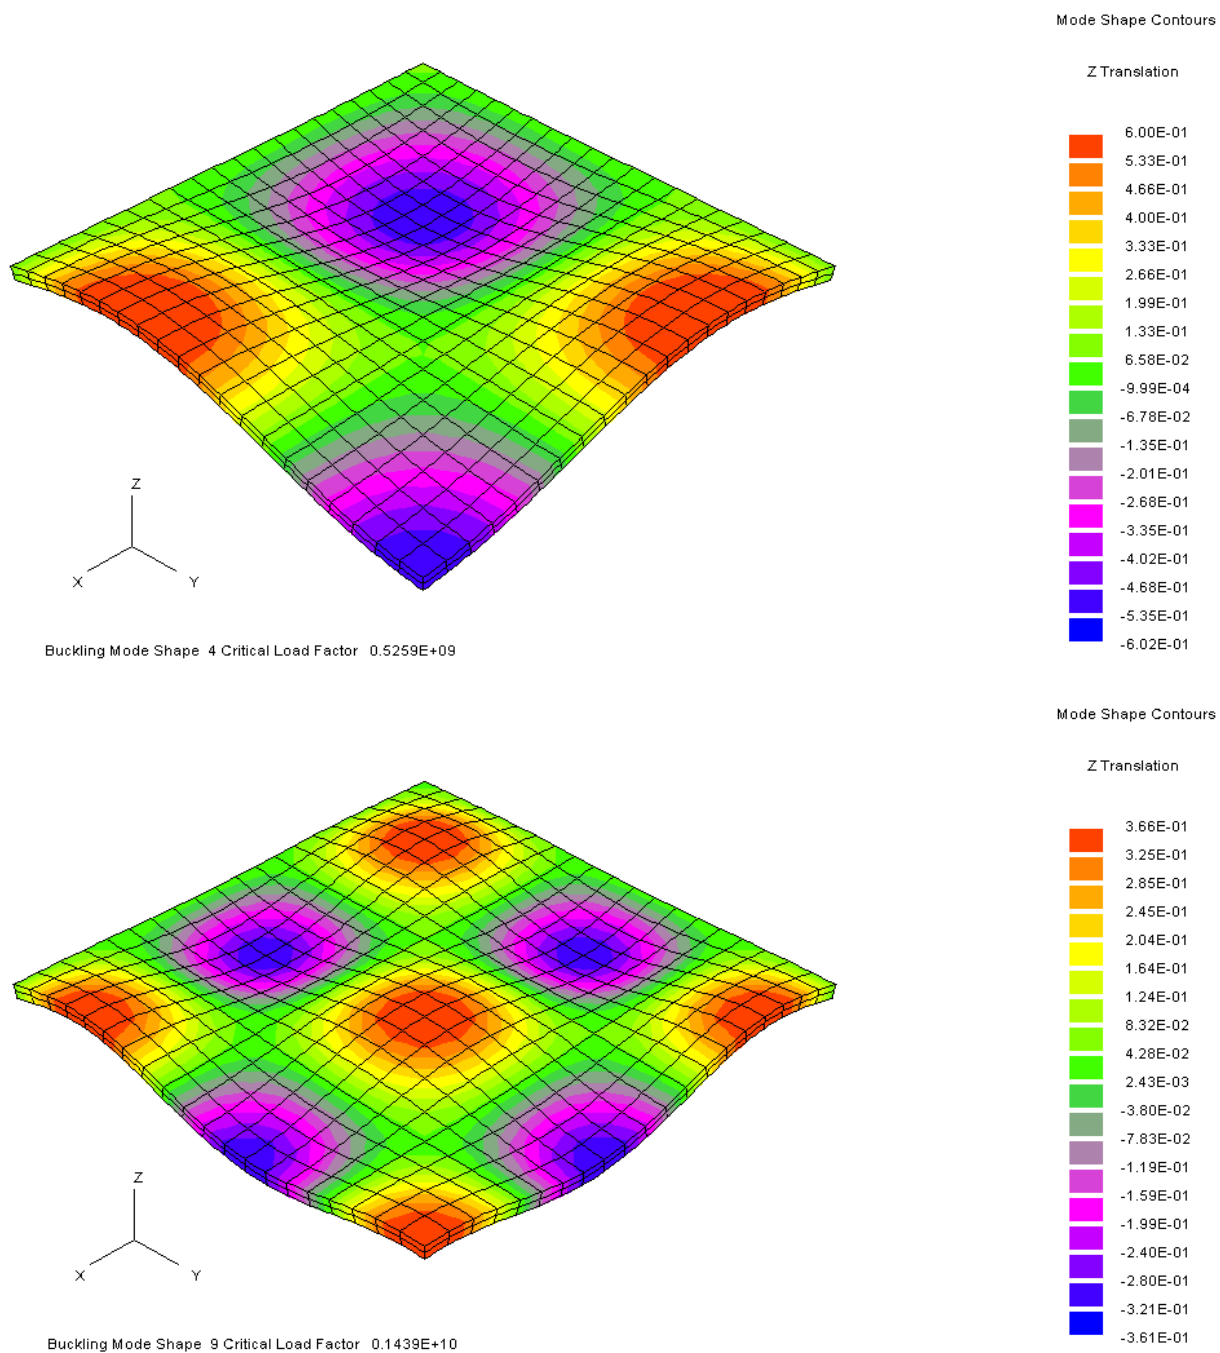 Mode Shape Contours
Z Translation
6.00E-01
5.33E-01
4.66E-01
4.00E-01
3.33E-01
2.66E-01
1.99E-01
1.33E-01
6.58E-02
-9.99E-04
-6.78E-02
-1.35E-01
-2.01E-01
-2.68E-01
-3.35E-01
-4.02E-01
-4.68E-01
-5.35E-01
-6.02E-01
Z
X
Y
Buckling Mode Shape 4 Critical Load Factor 0.5259E+09
Mode Shape Contours
Z Translation
3.66E-01
3.25E-01
2.85E-01
2.45E-01
2.04E-01
1.64E-01
1.24E-01
8.32E-02
4.28E-02
2.43E-03
-3.80E-02
-7.83E-02
-1.19E-01
-1.59E-01
-1.99E-01
-2.40E-01
-2.80E-01
-3.21E-01
-3.61E-01
Z
X
Y
Buckling Mode Shape 9 Critical Load Factor 0.1439E+10